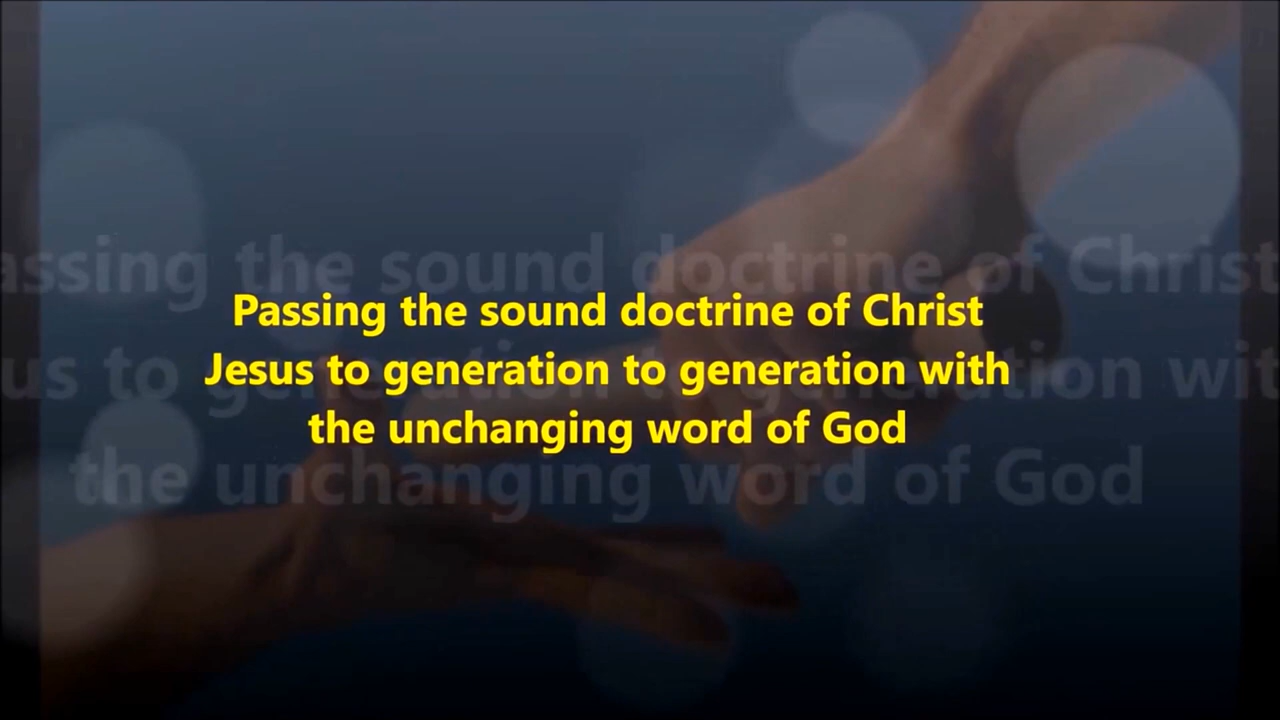 Passing the sound doctrine of Christ
Jesus to generation to generation with
the unchanging word of God